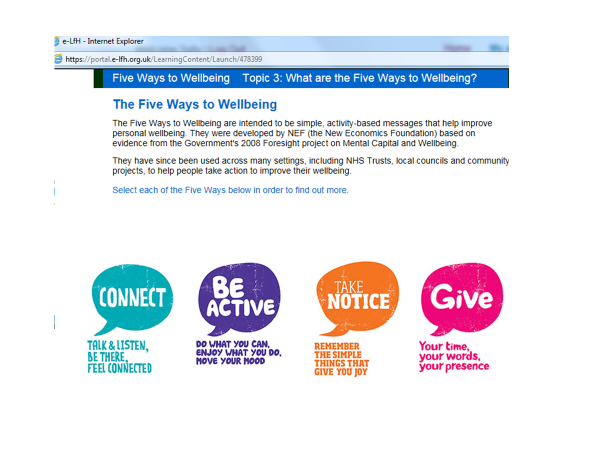 e-LfH - Internet Explorer
https://portal.e-lfh.org.uk/LearningContent/Launch/478399
Five Ways to Wellbeing Topic 3: What are the Five Ways to Wellbeing?
The Five Ways to Wellbeing
The Five Ways to Wellbeing are intended to be simple, activity-based messages that help improve
personal wellbeing. They were developed by NEF (the New Economics Foundation) based on
evidence from the Government's 2008 Foresight project on Mental Capital and Wellbeing.
They have since been used across many settings, including NHS Trusts, local councils and community
projects, to help people take action to improve their wellbeing.
Select each of the Five Ways below in order to find out more.
CONNECT
TALK & LISTEN,
BE THERE,
FEEL CONNECTED
BE
ACTIVE
DO WHAT YOU CAN,
ENJOY WHAT YOU DO,
MOVE YOUR MOOD
TAKE
NOTICE
REMEMBER
THE SIMPLE
THINGS THAT
GIVE YOU JOY
Give
Your time,
your words,
your presence